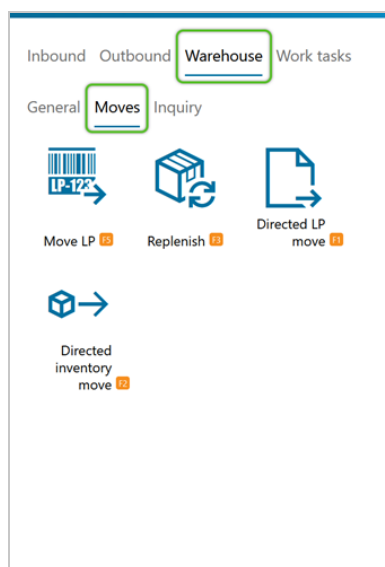 Inbound Outbound Warehouse Work tasks
General Moves Inquiry
LP-123
Move LP F5
Replenish F3
Directed LP
move F1
Directed
inventory
move F2